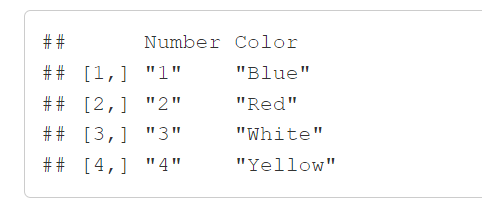 ##      Number Color
## [1,] "1"    "Blue"
## [2,] "2"    "Red"
## [3,] "3"    "White"
## [4,] "4"    "Yellow"